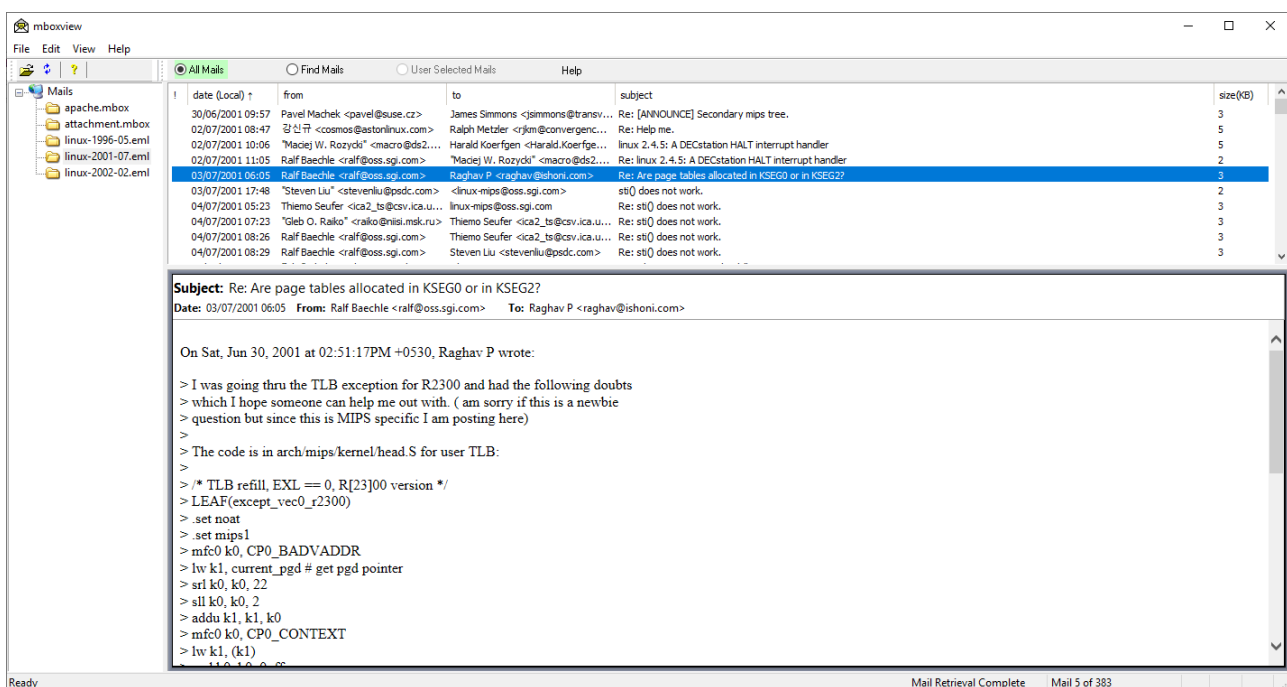 mboxview
File Edit View Help
All Mails Find Mails User Selected Mails Help
Mails
apache.mbox
attachment.mbox
linux-1996-05.eml
linux-2001-07.eml
linux-2002-02.eml
! date (Local) ↑ from to subject size(KB)
30/06/2001 09:57 Pavel Machek <pavel@suse.cz> James Simmons <jsimmons@transv... Re: [ANNOUNCE] Secondary mips tree. 3
02/07/2001 08:47 강신규 <cosmos@astonlinux.com> Ralph Metzler <rjkm@convergenc... Re: Help me. 5
02/07/2001 10:06 "Maciej W. Rozycki" <macro@ds2.... Harald Koerfgen <Harald.Koerfge... linux 2.4.5: A DECstation HALT interrupt handler 5
02/07/2001 11:05 Ralf Baechle <ralf@oss.sgi.com> "Maciej W. Rozycki" <macro@ds2.... Re: linux 2.4.5: A DECstation HALT interrupt handler 2
03/07/2001 06:05 Ralf Baechle <ralf@oss.sgi.com> Raghav P <raghav@ishoni.com> Re: Are page tables allocated in KSEG0 or in KSEG2? 3
03/07/2001 17:48 "Steven Liu" <stevenliu@psdc.com> <linux-mips@oss.sgi.com> sti() does not work. 2
04/07/2001 05:23 Thiemo Seufer <ica2_ts@csv.ica.u... linux-mips@oss.sgi.com Re: sti() does not work. 3
04/07/2001 07:23 "Gleb O. Raiko" <raiko@niisi.msk.ru> Thiemo Seufer <ica2_ts@csv.ica.u... Re: sti() does not work. 3
04/07/2001 08:26 Ralf Baechle <ralf@oss.sgi.com> Thiemo Seufer <ica2_ts@csv.ica.u... Re: sti() does not work. 3
04/07/2001 08:29 Ralf Baechle <ralf@oss.sgi.com> Steven Liu <stevenliu@psdc.com> Re: sti() does not work. 3
Subject: Re: Are page tables allocated in KSEG0 or in KSEG2?
Date: 03/07/2001 06:05 From: Ralf Baechle <ralf@oss.sgi.com> To: Raghav P <raghav@ishoni.com>
On Sat, Jun 30, 2001 at 02:51:17PM +0530, Raghav P wrote:
> I was going thru the TLB exception for R2300 and had the following doubts
> which I hope someone can help me out with. ( am sorry if this is a newbie
> question but since this is MIPS specific I am posting here)
>
> The code is in arch/mips/kernel/head.S for user TLB:
>
> /* TLB refill, EXL == 0, R[23]00 version */
> LEAF(except_vec0_r2300)
> .set noat
> .set mips1
> mfc0 k0, CP0_BADVADDR
> lw k1, current_pgd # get pgd pointer
> srl k0, k0, 22
> sll k0, k0, 2
> addu k1, k1, k0
> mfc0 k0, CP0_CONTEXT
> lw k1, (k1)
Ready Mail Retrieval Complete Mail 5 of 383